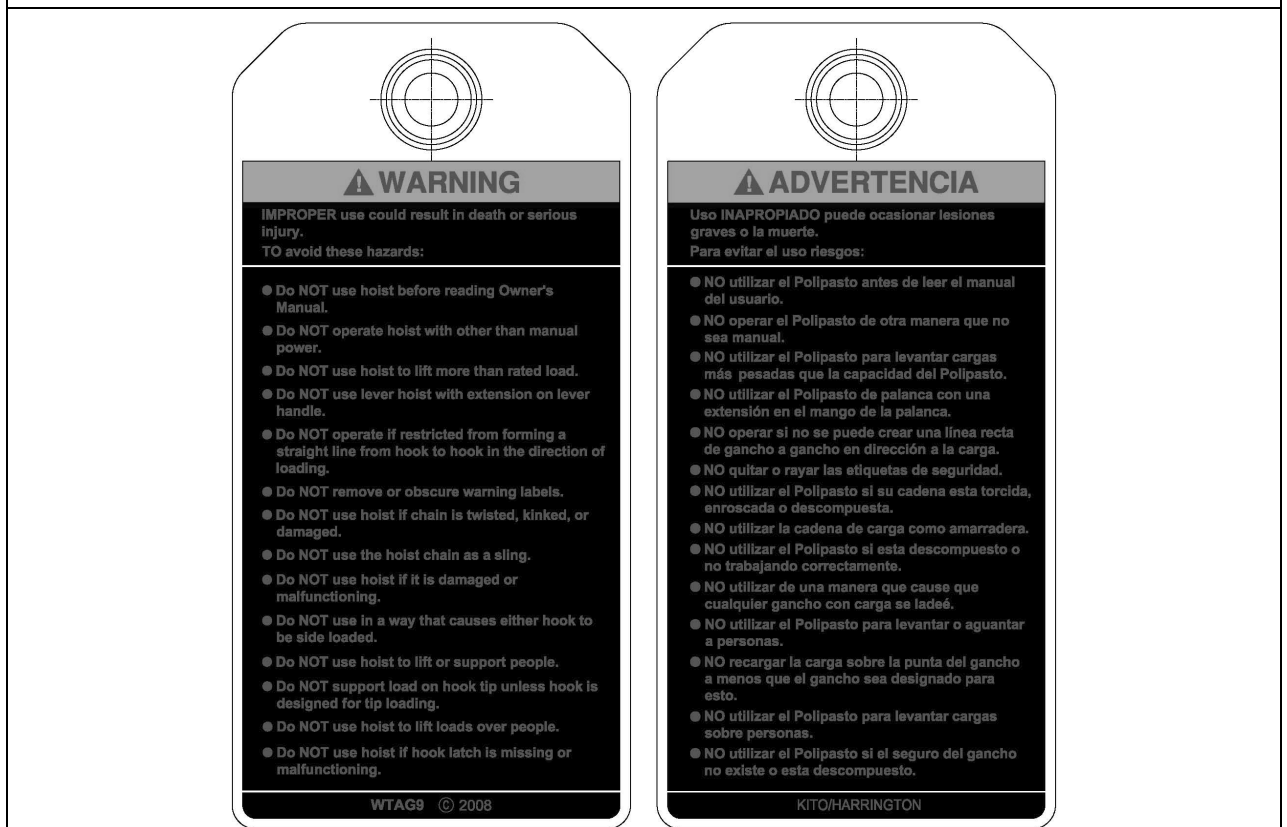 WARNING
IMPROPER use could result in death or serious
injury.
TO avoid these hazards:
● Do NOT use hoist before reading Owner's
Manual.
● Do NOT operate hoist with other than manual
power.
● Do NOT use hoist to lift more than rated load.
● Do NOT use lever hoist with extension on lever
handle.
● Do NOT operate if restricted from forming a
straight line from hook to hook in the direction of
loading.
● Do NOT remove or obscure warning labels.
● Do NOT use hoist if chain is twisted, kinked, or
damaged.
● Do NOT use the hoist chain as a sling.
● Do NOT use hoist if it is damaged or
malfunctioning.
● Do NOT use in a way that causes either hook to
be side loaded.
● Do NOT use hoist to lift or support people.
● Do NOT support load on hook tip unless hook is
designed for tip loading.
● Do NOT use hoist to lift loads over people.
● Do NOT use hoist if hook latch is missing or
malfunctioning.
WTAG9 © 2008
ADVERTENCIA
Uso INAPROPIADO puede ocasionar lesiones
graves o la muerte.
Para evitar el uso riesgos:
● NO utilizar el Polipasto antes de leer el manual
del usuario.
● NO operar el Polipasto de otra manera que no
sea manual.
● NO utilizar el Polipasto para levantar cargas
más pesadas que la capacidad del Polipasto.
● NO utilizar el Polipasto de palanca con una
extensión en el mango de la palanca.
● NO operar si no se puede crear una línea recta
de gancho a gancho en dirección a la carga.
● NO quitar o rayar las etiquetas de seguridad.
● NO utilizar el Polipasto si su cadena esta torcida,
enroscada o descompuesta.
● NO utilizar la cadena de carga como amarradera.
● NO utilizar el Polipasto si esta descompuesto o
no trabajando correctamente.
● NO utilizar de una manera que cause que
cualquier gancho con carga se ladeé.
● NO utilizar el Polipasto para levantar o aguantar
a personas.
● NO recargar la carga sobre la punta del gancho
a menos que el gancho sea designado para
esto.
● NO utilizar el Polipasto para levantar cargas
sobre personas.
● NO utilizar el Polipasto si el seguro del gancho
no existe o esta descompuesto.
KITO/HARRINGTON